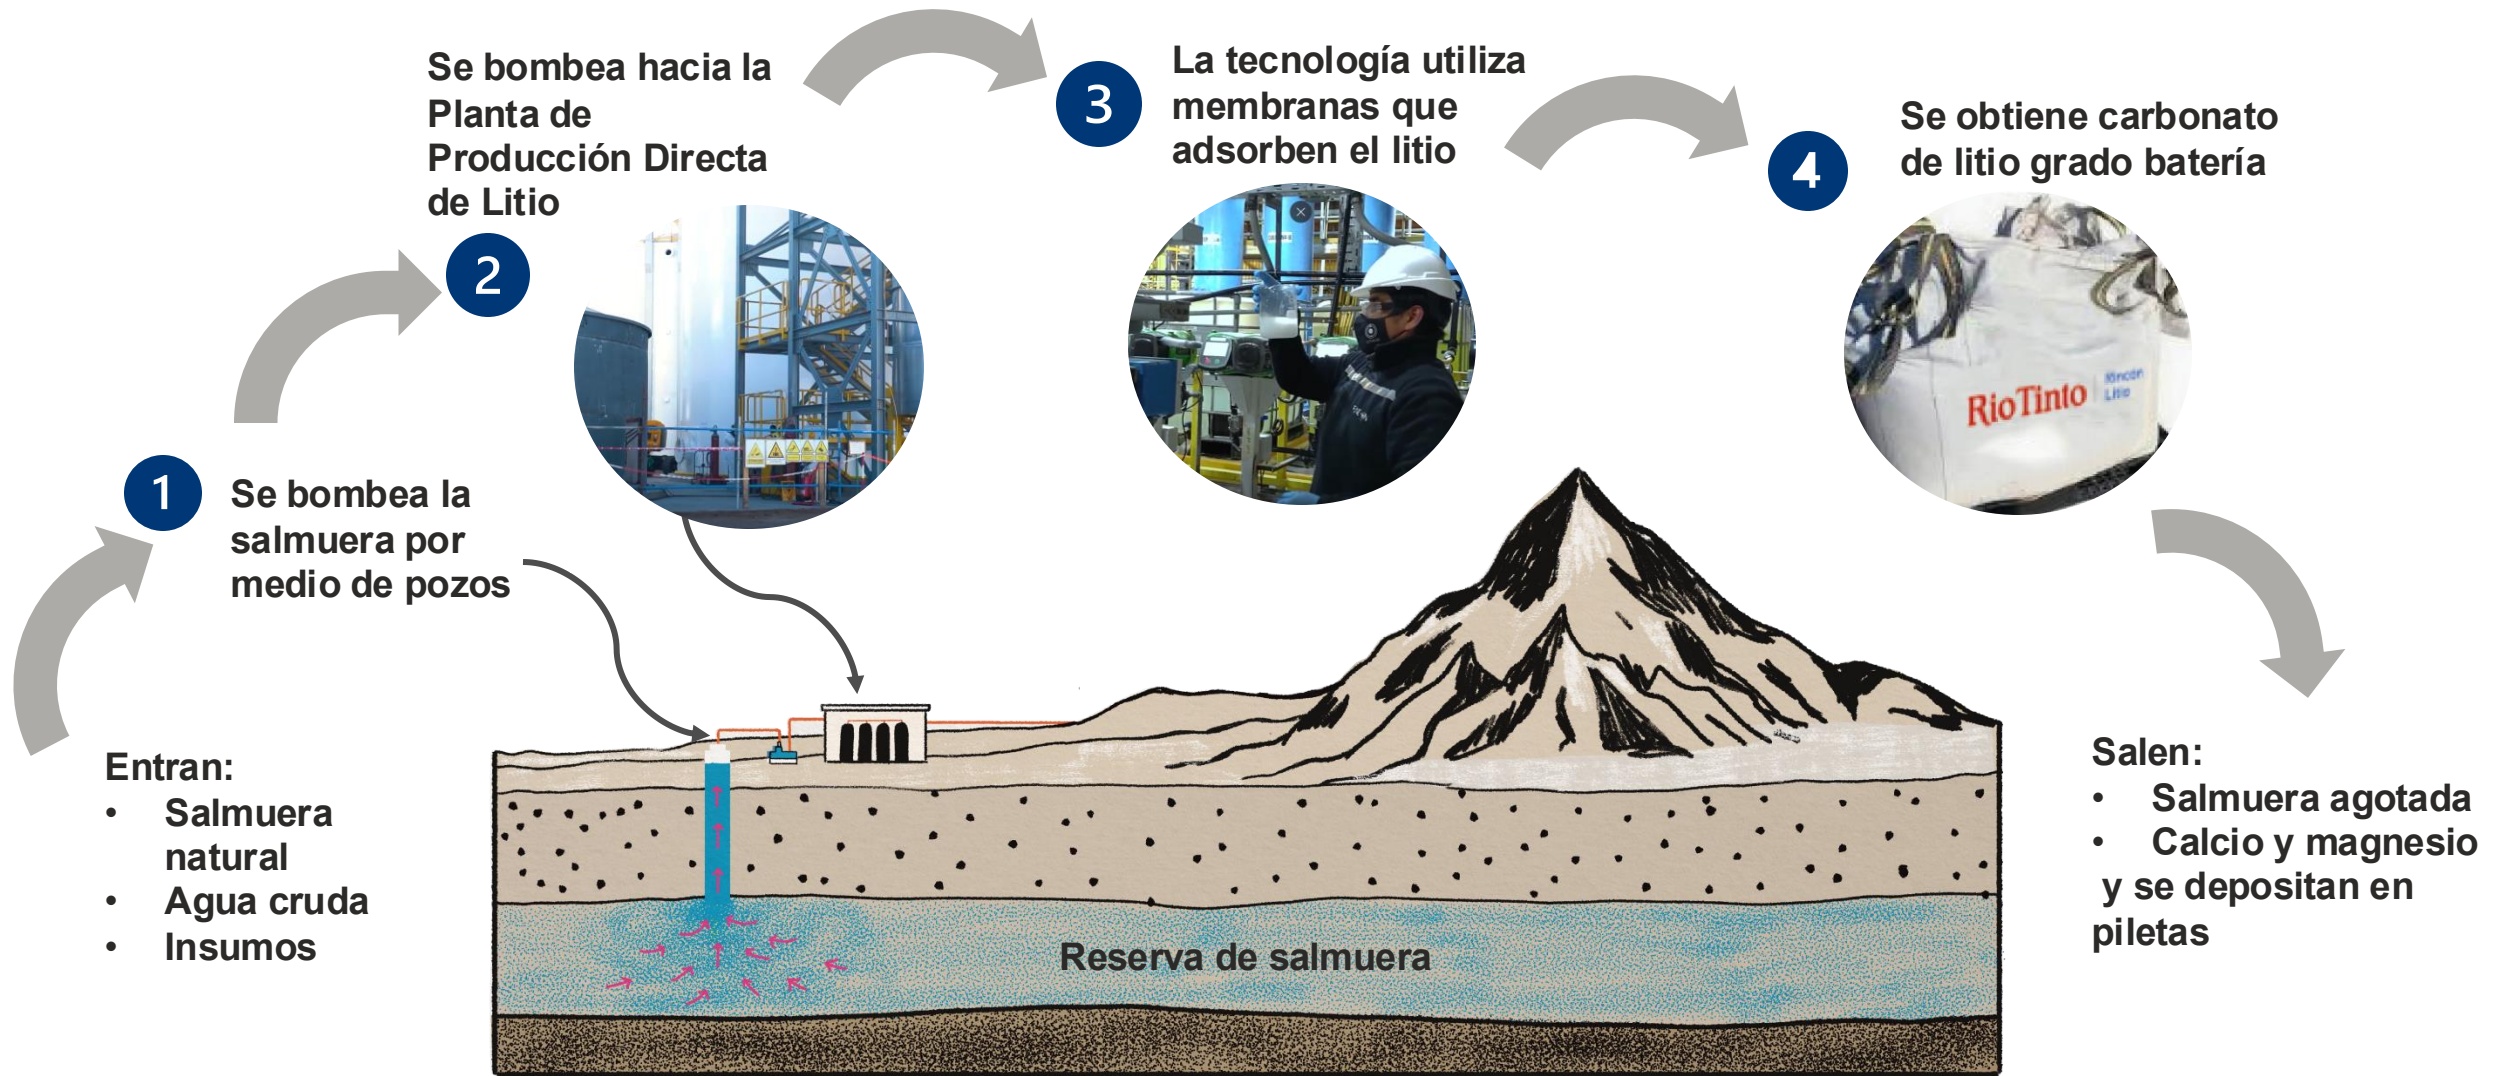 Entran:
• Salmuera
natural
• Agua cruda
• Insumos
1
Se bombea la
salmuera por
medio de pozos
2
Se bombea hacia la
Planta de
Producción Directa
de Litio
3
La tecnología utiliza
membranas que
adsorben el litio
4
Se obtiene carbonato
de litio grado batería
RioTinto
Rincón
Litio
Salen:
• Salmuera agotada
• Calcio y magnesio
y se depositan en
piletas
Reserva de salmuera